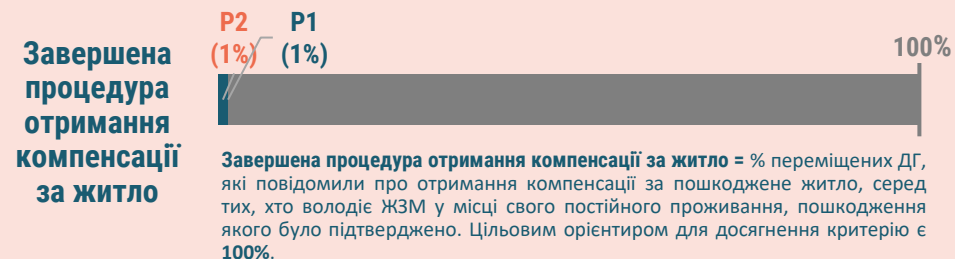 P2 P1
(1%) (1%)
100%
Завершена
процедура
отримання
компенсації
за житло
Завершена процедура отримання компенсації за житло = % переміщених ДГ,
які повідомили про отримання компенсації за пошкоджене житло, серед
тих, хто володіє ЖЗМ у місці свого постійного проживання, пошкодження
якого було підтверджено. Цільовим орієнтиром для досягнення критерію є
100%.